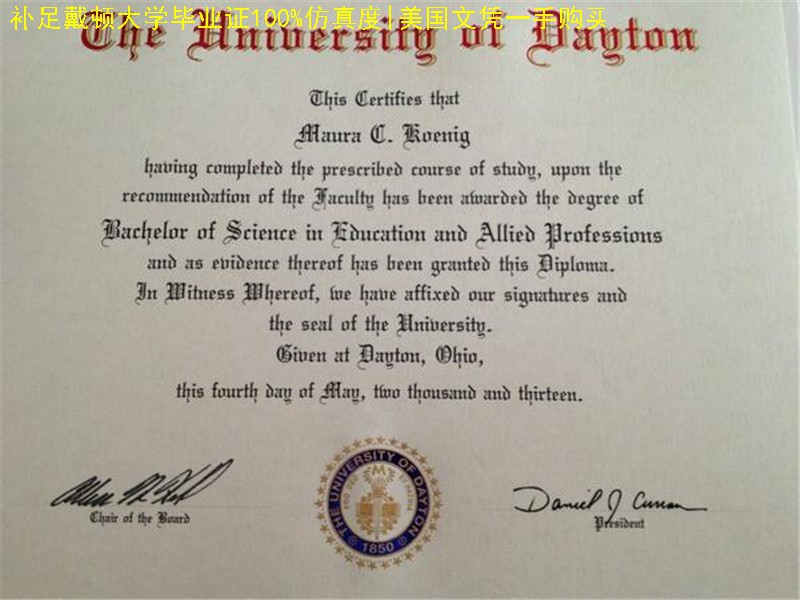 补足戴顿大学毕业证100%仿真度|美国文凭一手购买
The University of Dayton
This Certifies that
Maura C. Koenig
having completed the prescribed course of study, upon the
recommendation of the Faculty has been awarded the degree of
Bachelor of Science in Education and Allied Professions
and as evidence thereof has been granted this Diploma.
In Witness Whereof, we have affixed our signatures and
the seal of the University.
Given at Dayton, Ohio,
this fourth day of May, two thousand and thirteen.
THE UNIVERSITY OF DAYTON
1850
Chair of the Board
Daniel J. Curran
President